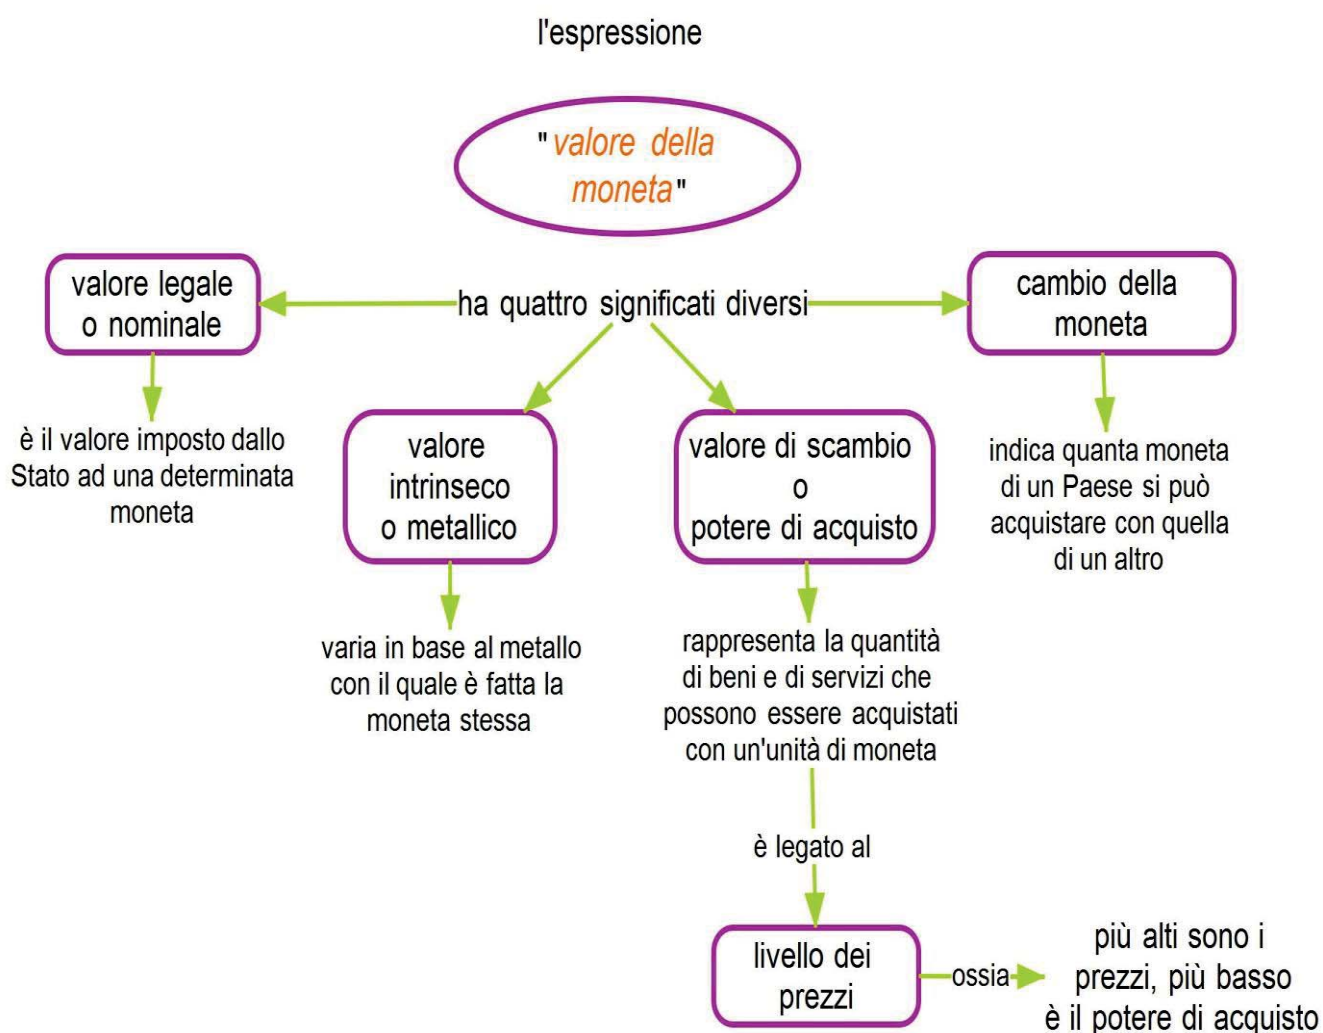 l'espressione
"valore della
moneta"
ha quattro significati diversi
valore legale
o nominale
è il valore imposto dallo
Stato ad una determinata
moneta
valore
intrinseco
o metallico
varia in base al metallo
con il quale è fatta la
moneta stessa
valore di scambio
o
potere di acquisto
rappresenta la quantità
di beni e di servizi che
possono essere acquistati
con un'unità di moneta
è legato al
livello dei
prezzi
ossia
più alti sono i
prezzi, più basso
è il potere di acquisto
cambio della
moneta
indica quanta moneta
di un Paese si può
acquistare con quella
di un altro